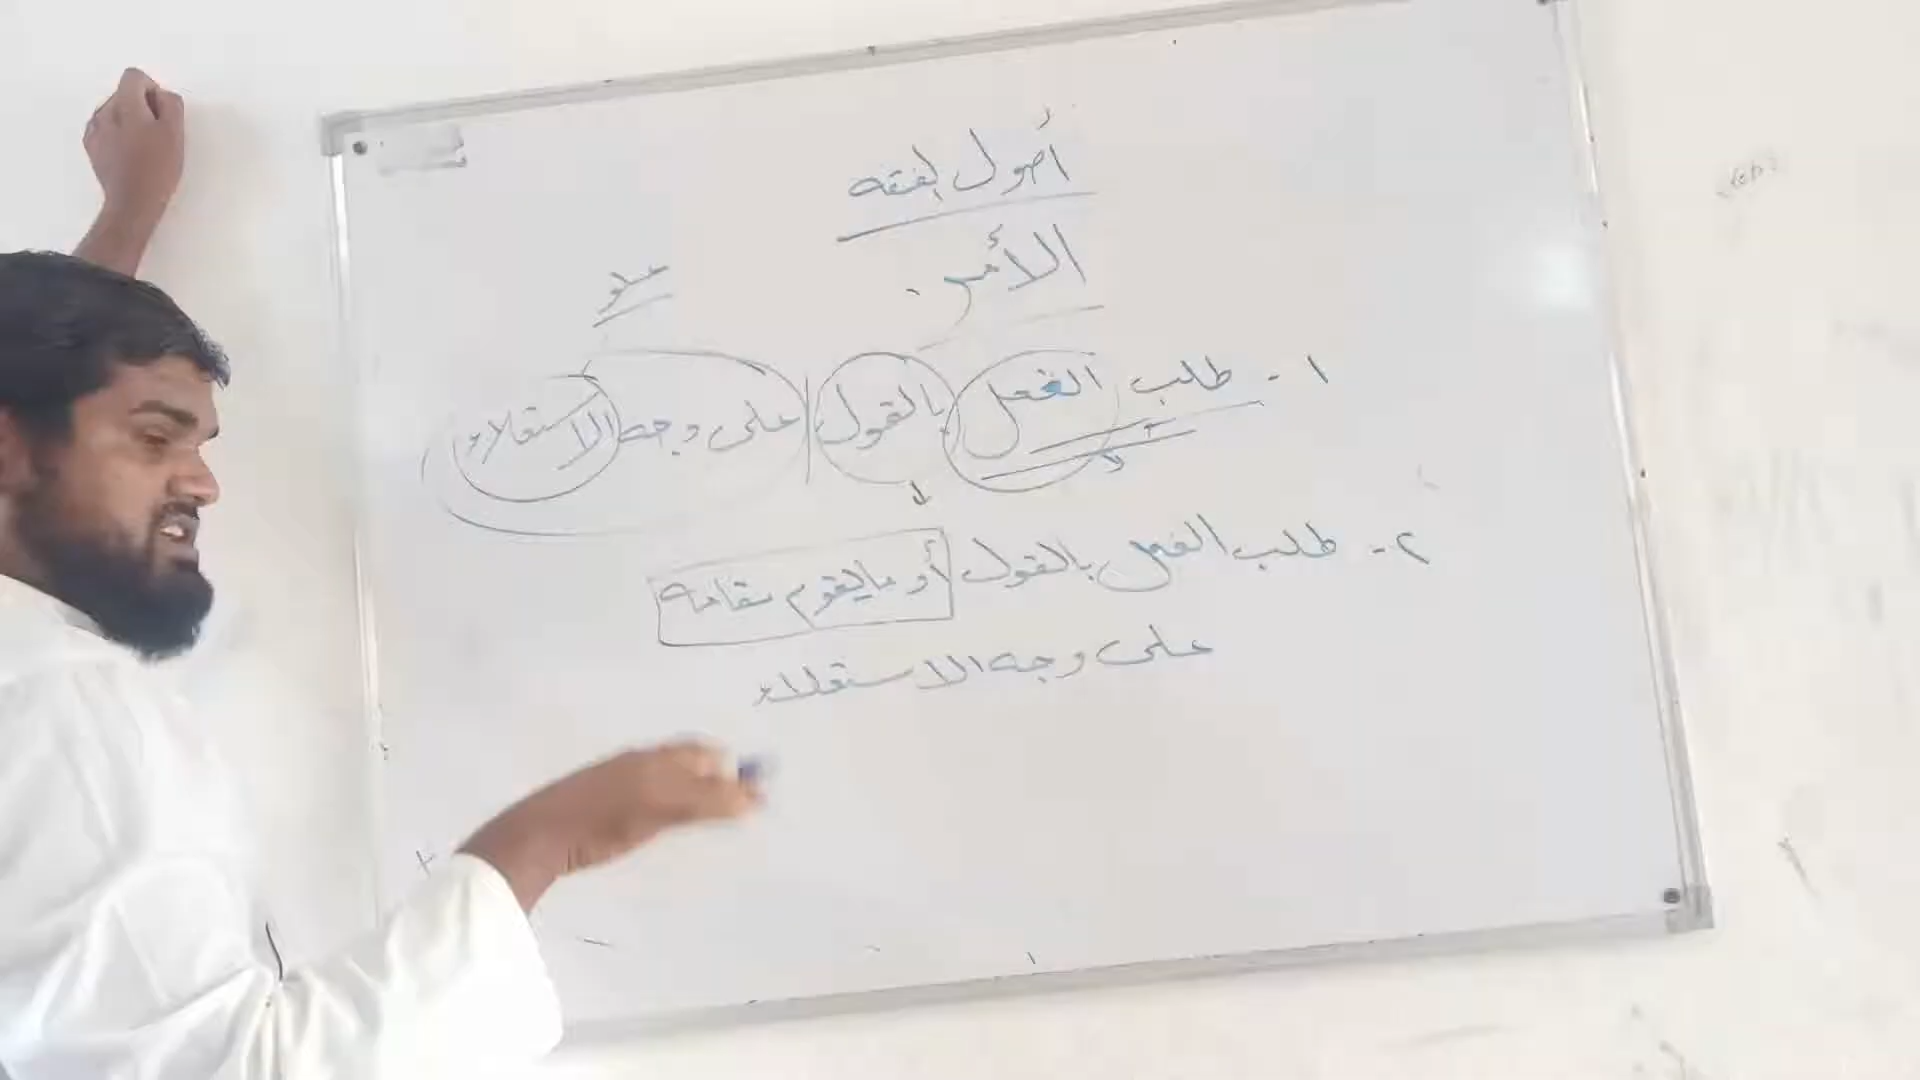 أصول الفقه
الأمر
علو
١- طلب الفعل بالقول على وجه الاستعلاء
٢- طلب الفعل بالقول أو ما يقوم مقامه
على وجه الاستعلاء